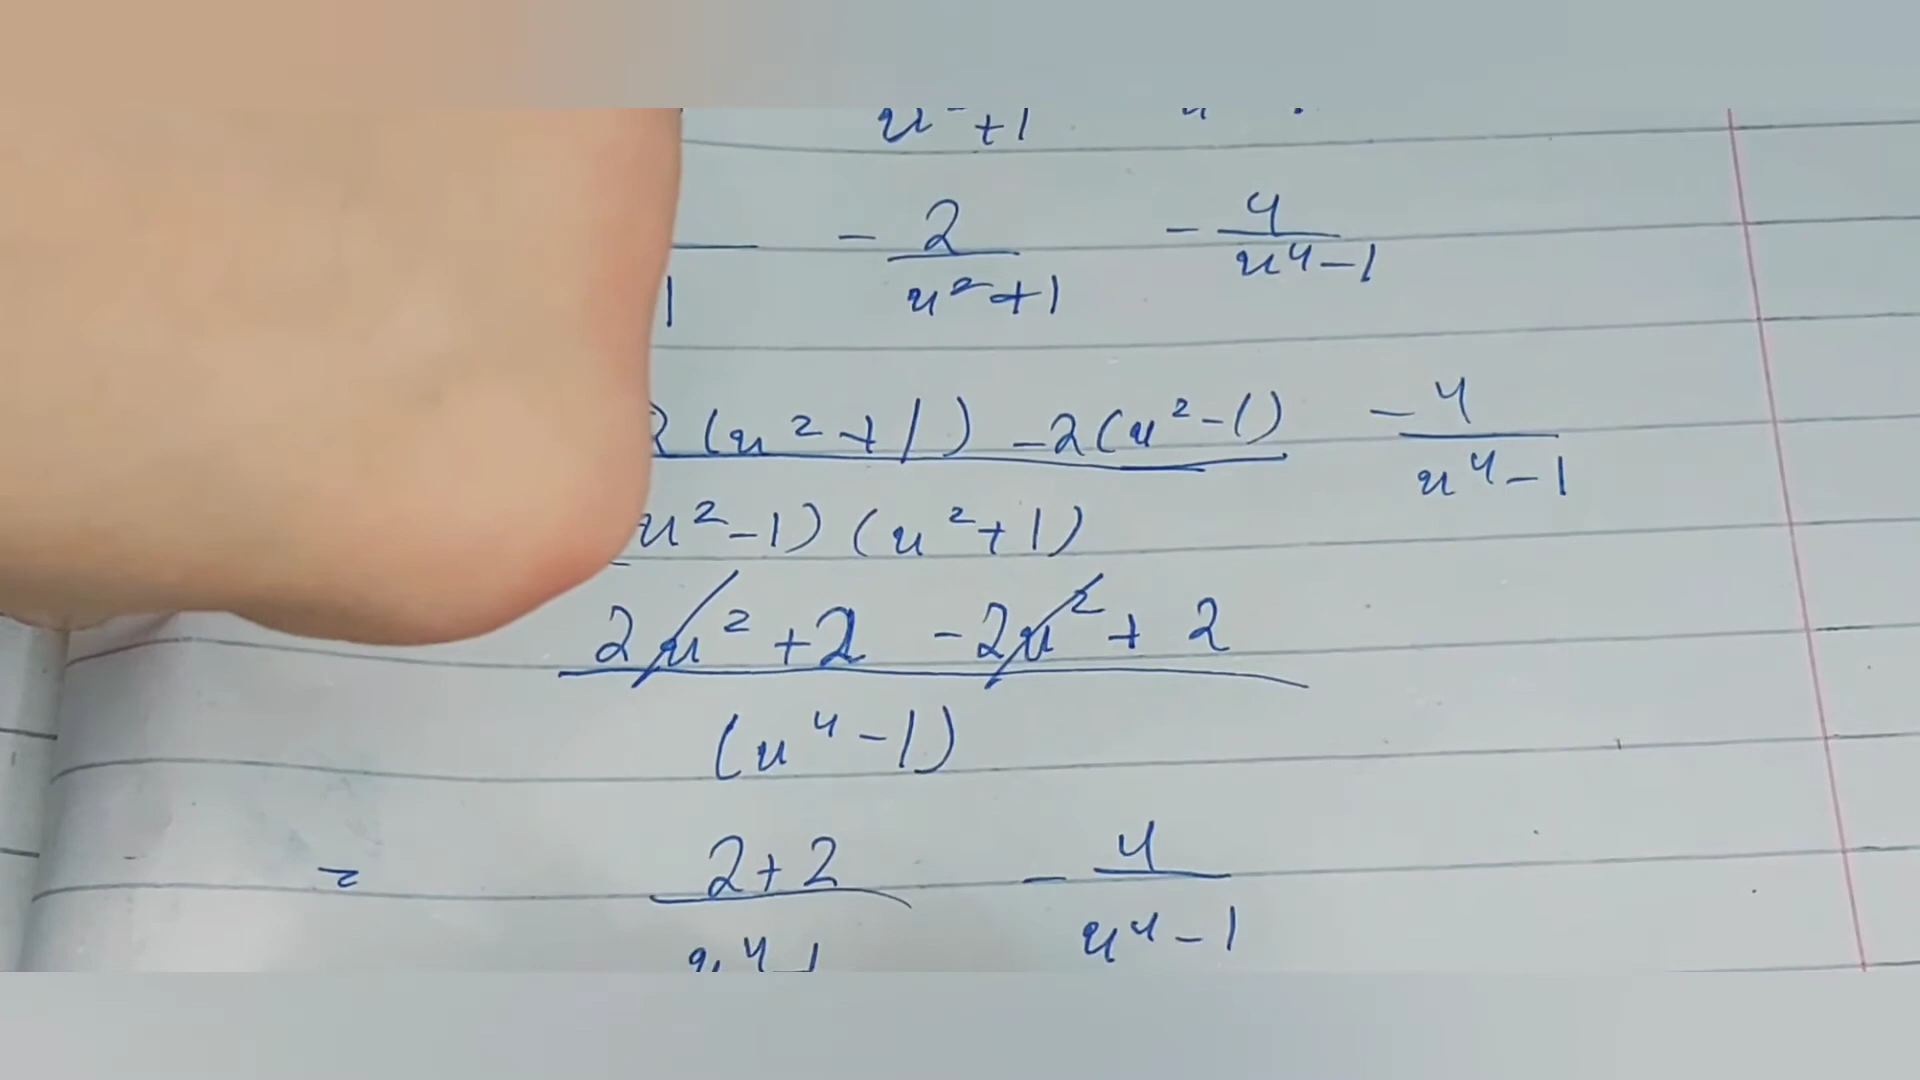 x²+1
1 - 2/(x²+1) - 4/(x⁴-1)
2(x²+1) - 2(x²-1) - 4/(x⁴-1)
x²-1)(x²+1)
2x²+2 -2x²+2
(x⁴-1)
= (2+2)/(x⁴-1) - 4/(x⁴-1)